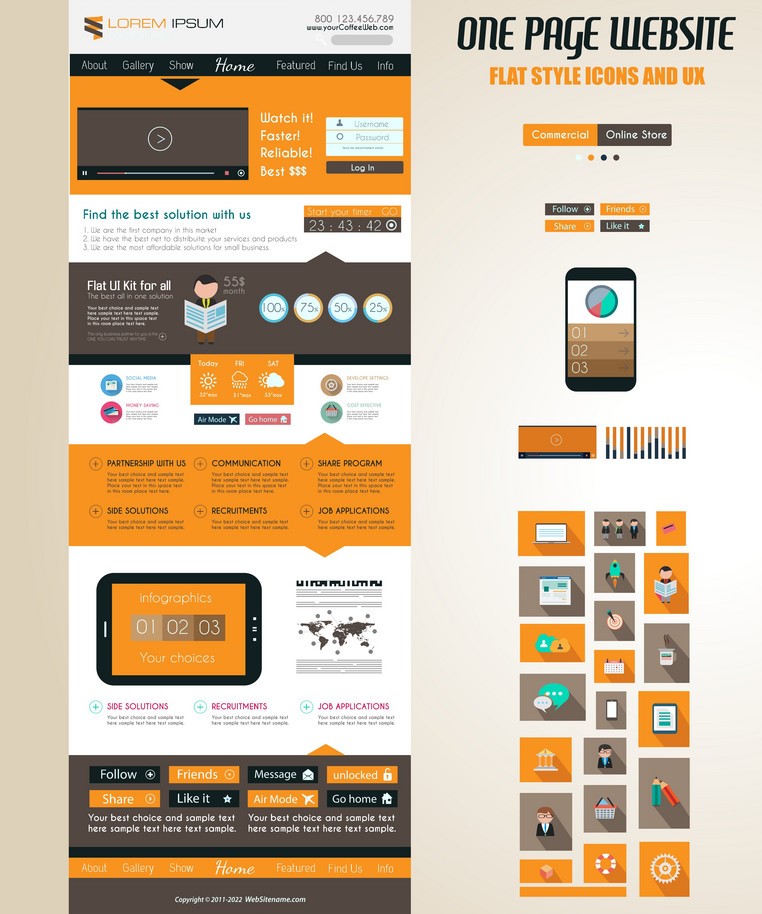 LOREM IPSUM
800 123.456.789
www.yourCoffeeWeb.com
About Gallery Show Home Featured Find Us Info
Watch it!
Faster!
Reliable!
Best $$$
Username
Password
Log In
Find the best solution with us
1. We are the first company in this market
2. We have the best net to distribuite your services and products
3. We are the most affordable solutions for small business
Start your timer GO
23 : 43 : 42
Flat UI Kit for all
The best all in one solution
Your best choice and sample text
here sample text here text.
Place your text in this space text
in this room place text here.
55$
month
100%
75%
50%
25%
Today FRI SAT
32°max 31°max 33°max
Air Mode
Go home
SOCIAL MEDIA
MONEY SAVING
DEVELOPE SETTINGS
COST EFFECTIVE
PARTNERSHIP WITH US
Your best choice and sample text
here sample text here text.
Place your text in this space text
in this room place text here.
COMMUNICATION
Your best choice and sample text
here sample text here text.
Place your text in this space text
in this room place text here.
SHARE PROGRAM
Your best choice and sample text
here sample text here text.
Place your text in this space text
in this room place text here.
SIDE SOLUTIONS
Your best choice and sample text
here sample text here text.
RECRUITMENTS
Your best choice and sample text
here sample text here text.
JOB APPLICATIONS
Your best choice and sample text
here sample text here text.
infographics
01 02 03
Your choices
SIDE SOLUTIONS
Your best choice and sample text
here sample text here text.
RECRUITMENTS
Your best choice and sample text
here sample text here text.
JOB APPLICATIONS
Your best choice and sample text
here sample text here text.
Follow Friends Message unlocked
Share Like it Air Mode Go home
Your best choice and sample text
here sample text here text sample.
Your best choice and sample text
here sample text here text sample.
About Gallery Show Home Featured Find Us Info
Copyright © 2011-2022 WebSitename.com
ONE PAGE WEBSITE
FLAT STYLE ICONS AND UX
Commercial Online Store
Follow Friends
Share Like it
01
02
03